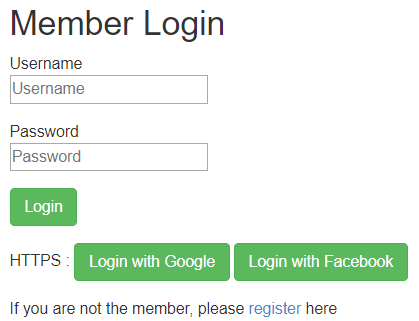 Member Login
Username
Username
Password
Password
Login
HTTPS : Login with Google Login with Facebook
If you are not the member, please register here